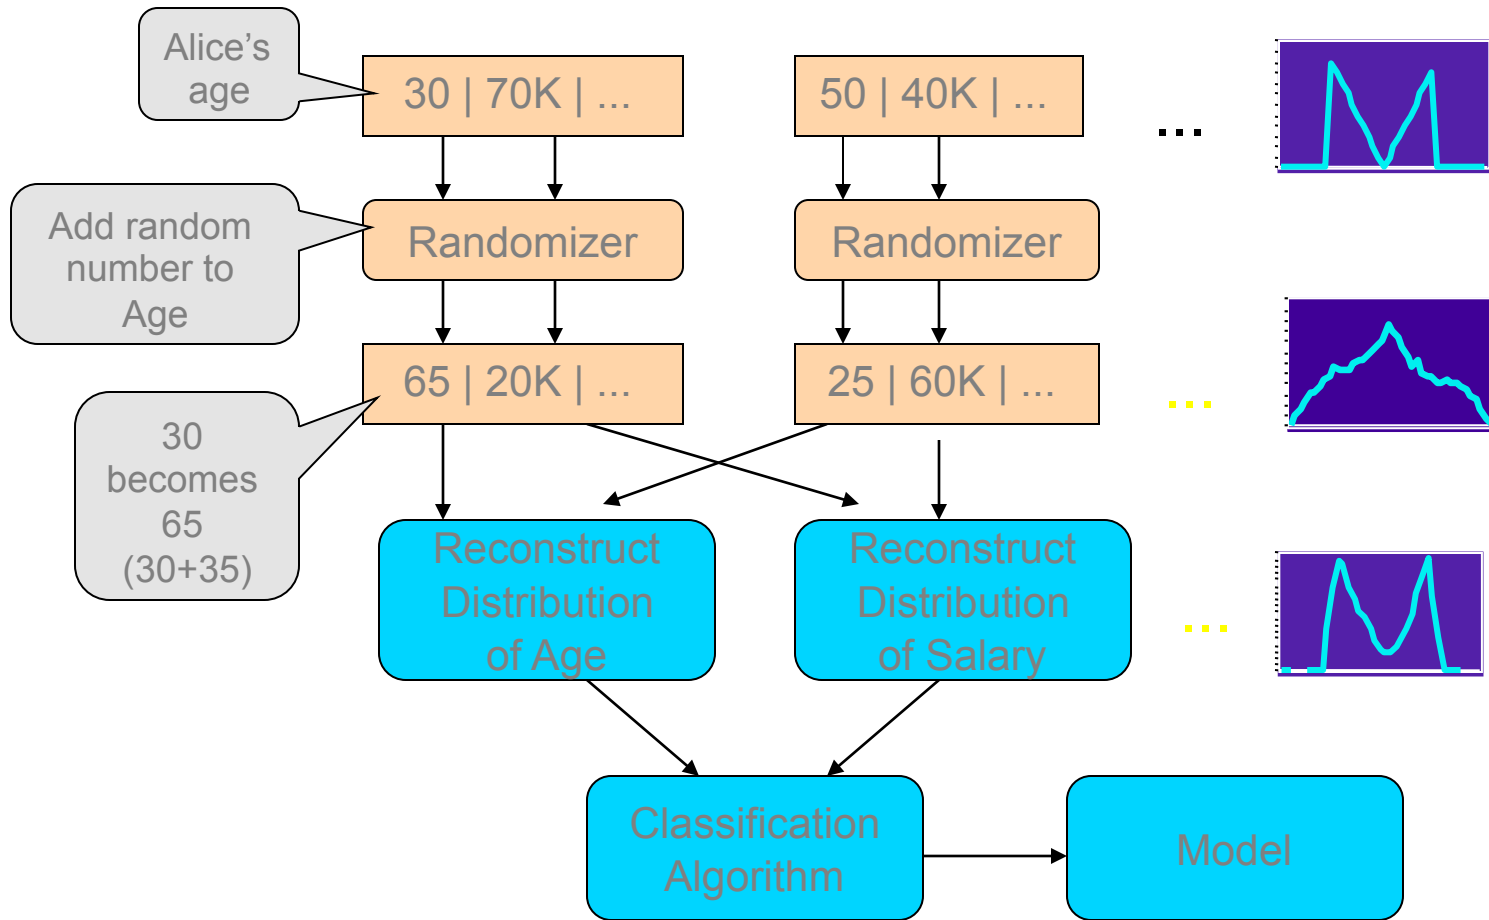 Alice’s
age
30 | 70K | ...
50 | 40K | ...
...
Add random
number to
Age
Randomizer
Randomizer
65 | 20K | ...
25 | 60K | ...
...
30
becomes
65
(30+35)
Reconstruct
Distribution
of Age
Reconstruct
Distribution
of Salary
...
Classification
Algorithm
Model